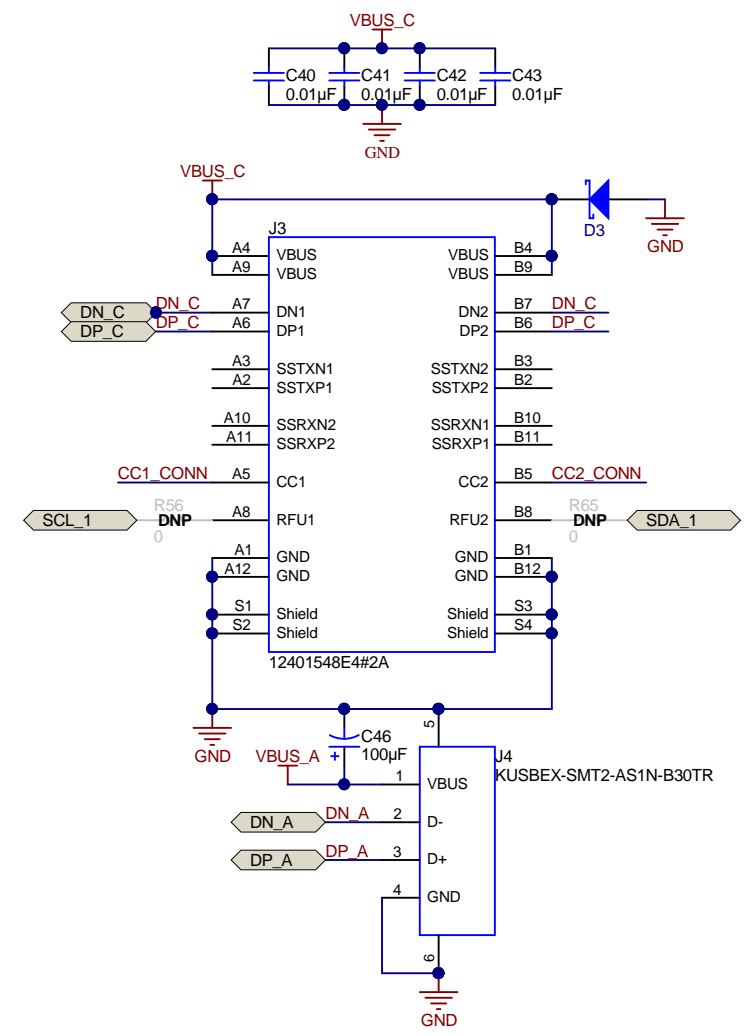 VBUS_C
C40 C41 C42 C43
0.01µF 0.01µF 0.01µF 0.01µF
GND
VBUS_C
D3
GND
J3
A4 VBUS VBUS B4
A9 VBUS VBUS B9
DN_C DN_C A7 DN1 DN2 B7 DN_C
DP_C DP_C A6 DP1 DP2 B6 DP_C
A3 SSTXN1 SSTXN2 B3
A2 SSTXP1 SSTXP2 B2
A10 SSRXN2 SSRXN1 B10
A11 SSRXP2 SSRXP1 B11
CC1_CONN A5 CC1 CC2 B5 CC2_CONN
R56 R65
SCL_1 DNP A8 RFU1 RFU2 B8 DNP SDA_1
0 0
A1 GND GND B1
A12 GND GND B12
S1 Shield Shield S3
S2 Shield Shield S4
12401548E4#2A
GND
C46
100µF
+
5
VBUS_A
J4
KUSBEX-SMT2-AS1N-B30TR
1 VBUS
DN_A DN_A 2 D-
DP_A DP_A 3 D+
4 GND
6
GND